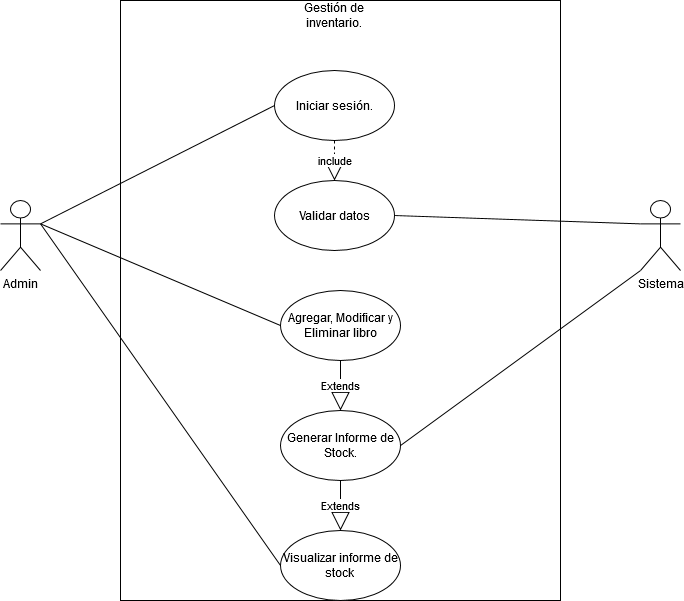 Gestión de
inventario.
Iniciar sesión.
include
Validar datos
Admin
Sistema
Agregar, Modificar y
Eliminar libro
Extends
Generar Informe de
Stock.
Extends
Visualizar informe de
stock